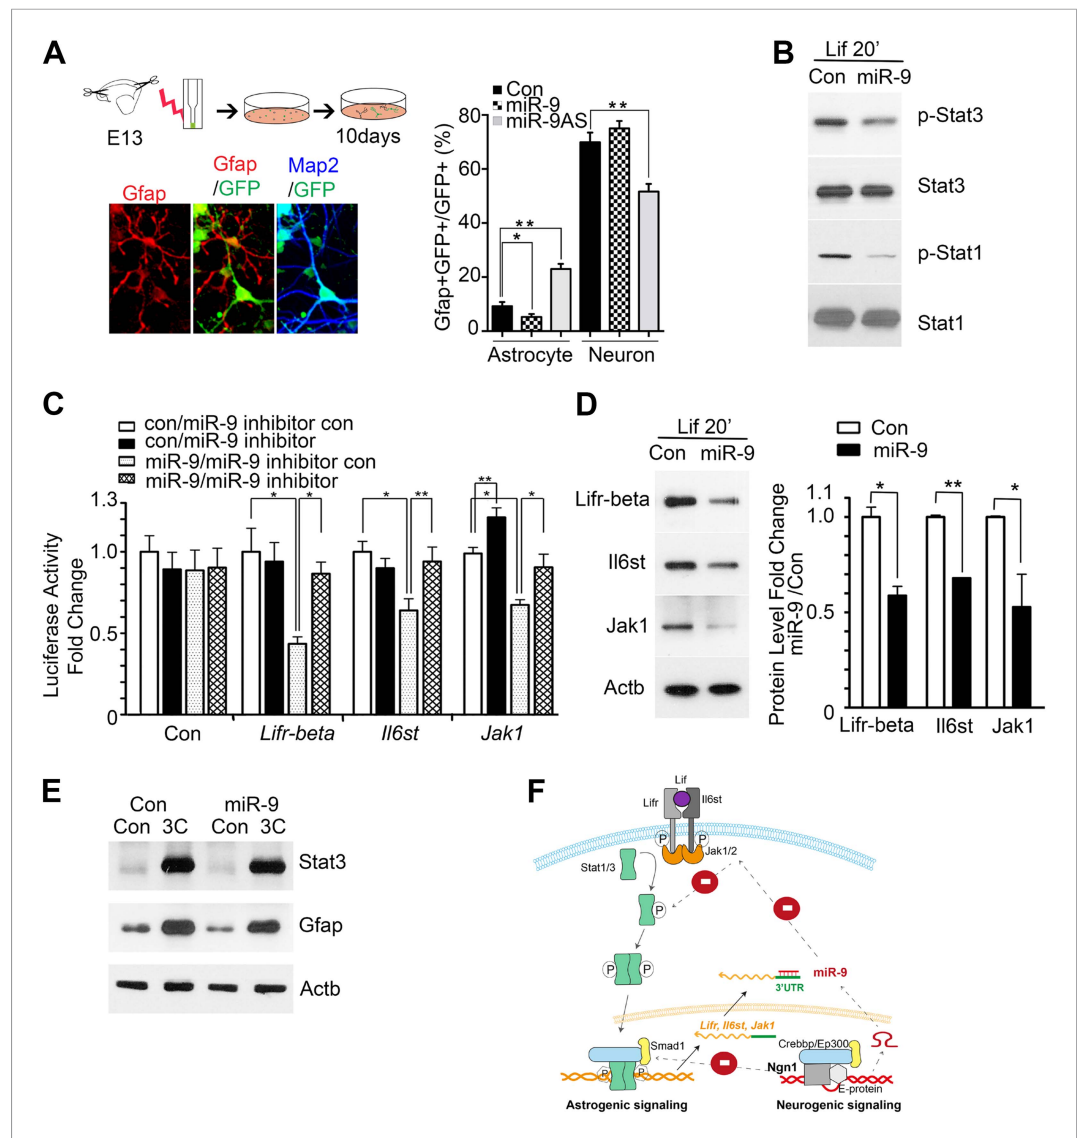 A
E13
10days
Gfap
Gfap
/GFP
Map2
/GFP
Con
miR-9
miR-9AS
Gfap+GFP+/GFP+ (%)
80
60
40
20
0
**
*
**
Astrocyte
Neuron
B
Lif 20'
Con miR-9
p-Stat3
Stat3
p-Stat1
Stat1
C
con/miR-9 inhibitor con
con/miR-9 inhibitor
miR-9/miR-9 inhibitor con
miR-9/miR-9 inhibitor
Luciferase Activity
Fold Change
1.3
1.0
0.5
0
* *
* **
**
* *
Con
Lifr-beta
Il6st
Jak1
D
Lif 20'
Con miR-9
Lifr-beta
Il6st
Jak1
Actb
Con
miR-9
Protein Level Fold Change
miR-9 /Con
1.1
1.0
0.5
0
*
**
*
Lifr-beta
Il6st
Jak1
E
Con
miR-9
Con 3C Con 3C
Stat3
Gfap
Actb
F
Lif
Lifr
Il6st
P
P
Jak1/2
Stat1/3
P
P
P
miR-9
3'UTR
Lifr, Il6st, Jak1
Smad1
Crebbp/Ep300
P
P
Ngn1
E-protein
Astrogenic signaling
Neurogenic signaling